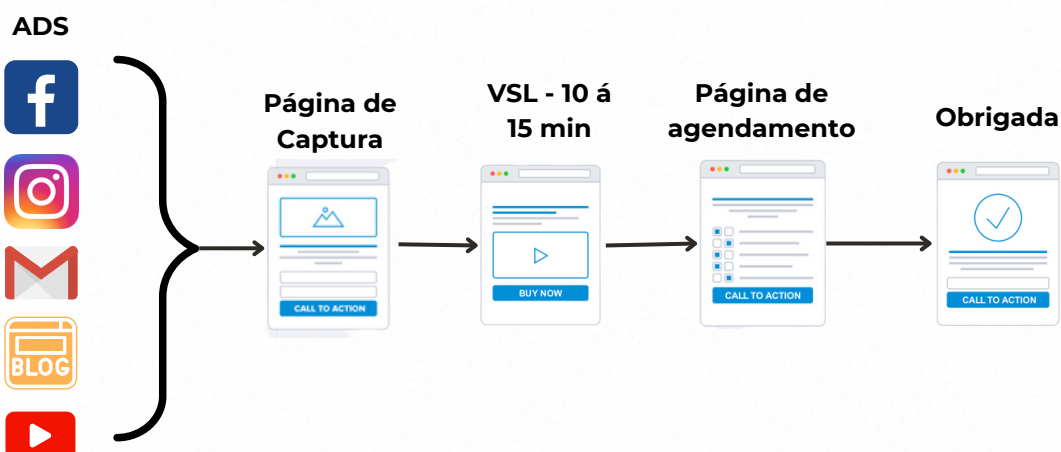 ADS
BLOG
Página de
Captura
CALL TO ACTION
VSL - 10 á
15 min
BUY NOW
Página de
agendamento
CALL TO ACTION
Obrigada
CALL TO ACTION